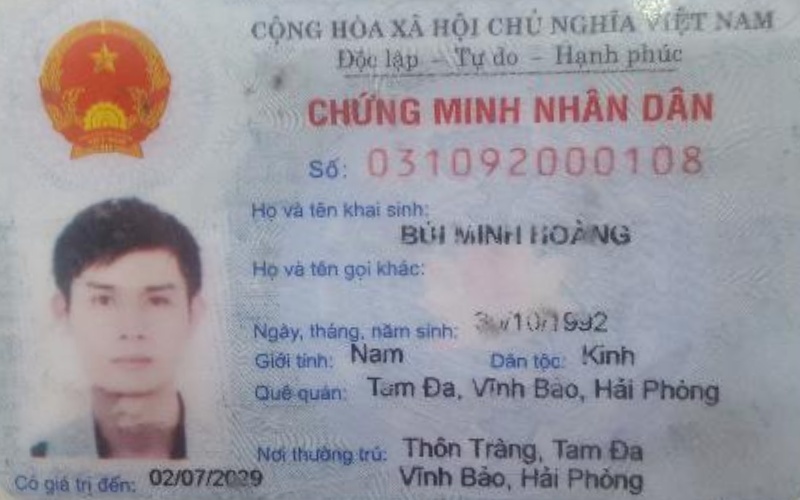 CỘNG HÒA XÃ HỘI CHỦ NGHĨA VIỆT NAM
Độc lập - Tự do - Hạnh phúc
CHỨNG MINH NHÂN DÂN
Số: 031092000108
Họ và tên khai sinh:
BÙI MINH HOÀNG
Họ và tên gọi khác:
Ngày, tháng, năm sinh: /10/1992
Giới tính: Nam Dân tộc: Kinh
Quê quán: Tam Đa, Vĩnh Bảo, Hải Phòng
Nơi thường trú: Thôn Tràng, Tam Đa
Vĩnh Bảo, Hải Phòng
Có giá trị đến: 02/07/2029